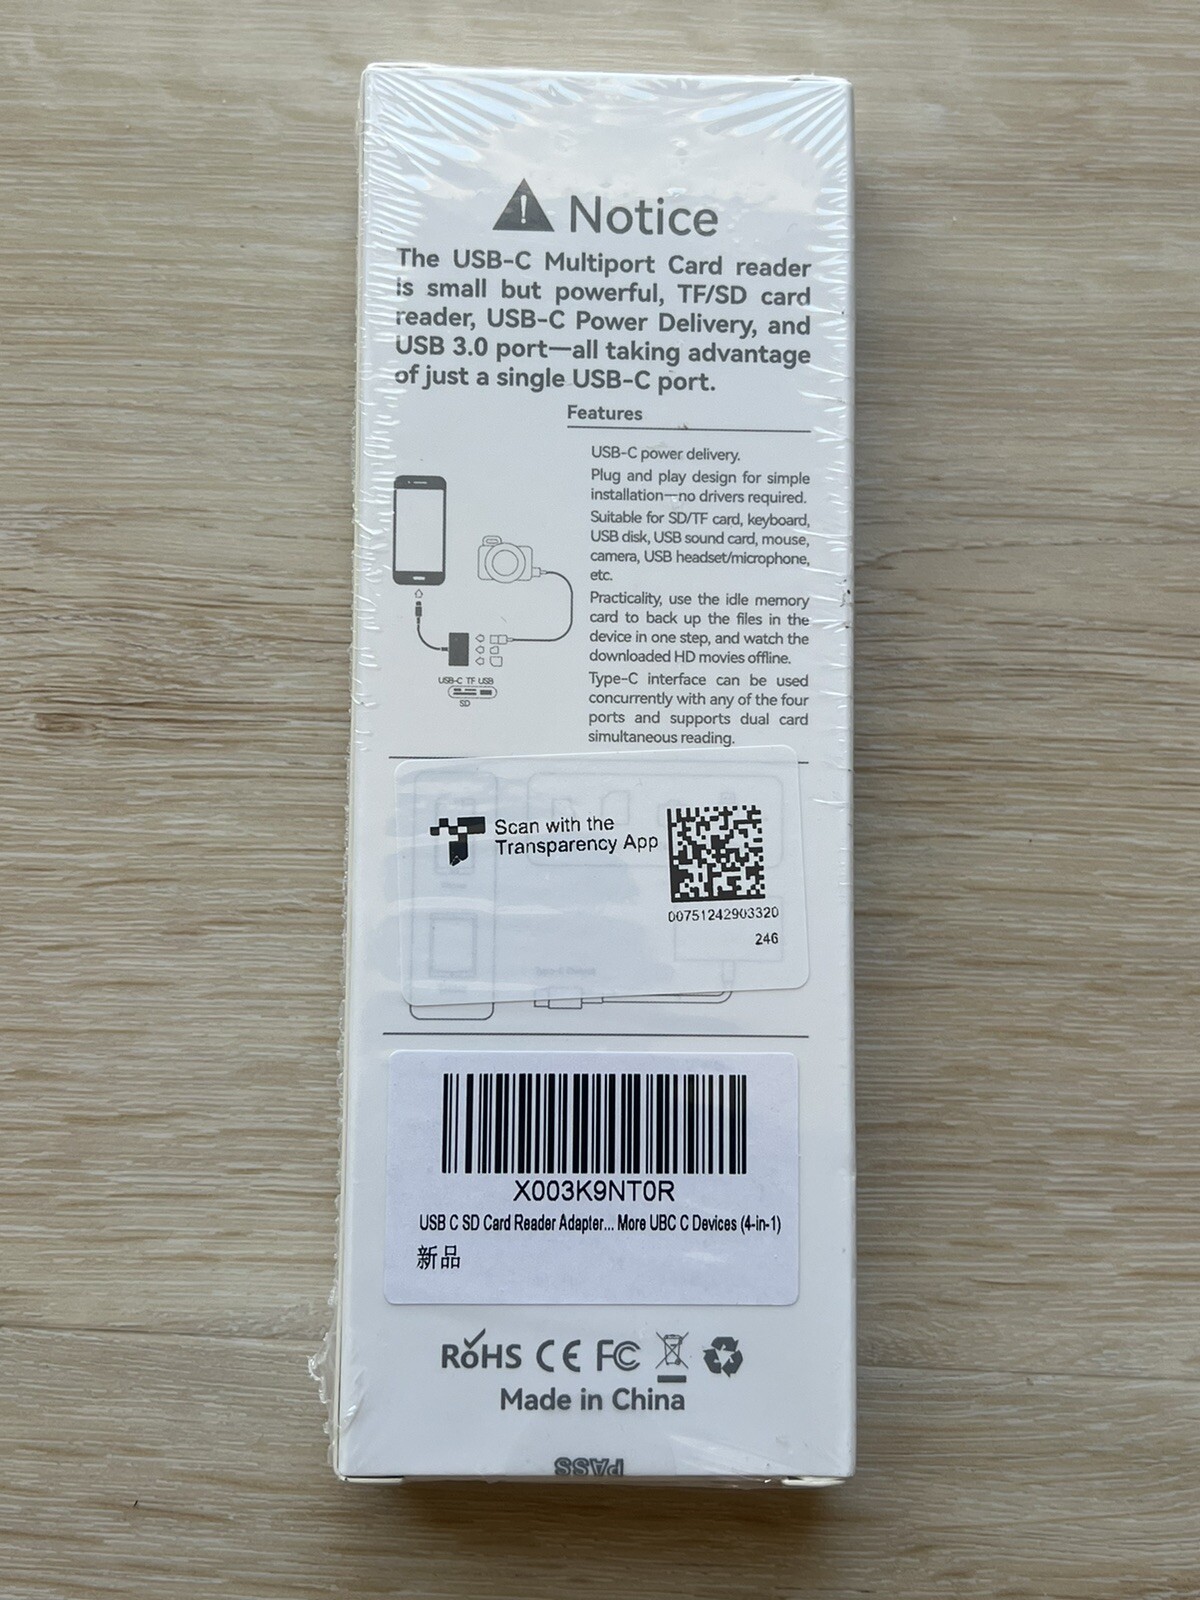 Notice
The USB-C Multiport Card reader
is small but powerful, TF/SD card
reader, USB-C Power Delivery, and
USB 3.0 port—all taking advantage
of just a single USB-C port.
Features
USB-C power delivery.
Plug and play design for simple
installation—no drivers required.
Suitable for SD/TF card, keyboard,
USB disk, USB sound card, mouse,
camera, USB headset/microphone,
etc.
Practicality, use the idle memory
card to back up the files in the
device in one step, and watch the
downloaded HD movies offline.
Type-C interface can be used
concurrently with any of the four
ports and supports dual card
simultaneous reading.
USB-C TF USB
SD
Scan with the
Transparency App
00751242903320
246
X003K9NT0R
USB C SD Card Reader Adapter... More UBC C Devices (4-in-1)
新品
RoHS CE FC
Made in China
PASS